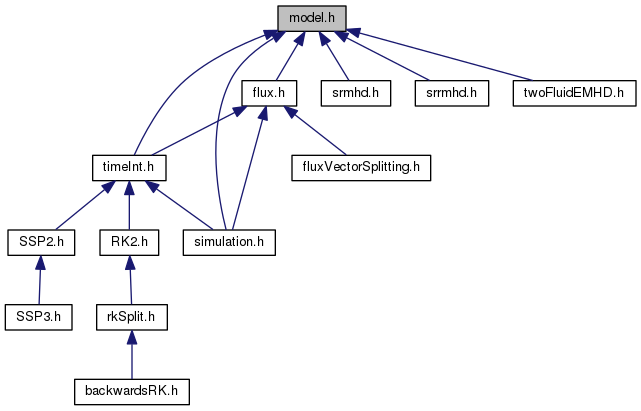 model.h
flux.h
srmhd.h
srrmhd.h
twoFluidEMHD.h
timeInt.h
fluxVectorSplitting.h
SSP2.h
RK2.h
simulation.h
SSP3.h
rkSplit.h
backwardsRK.h